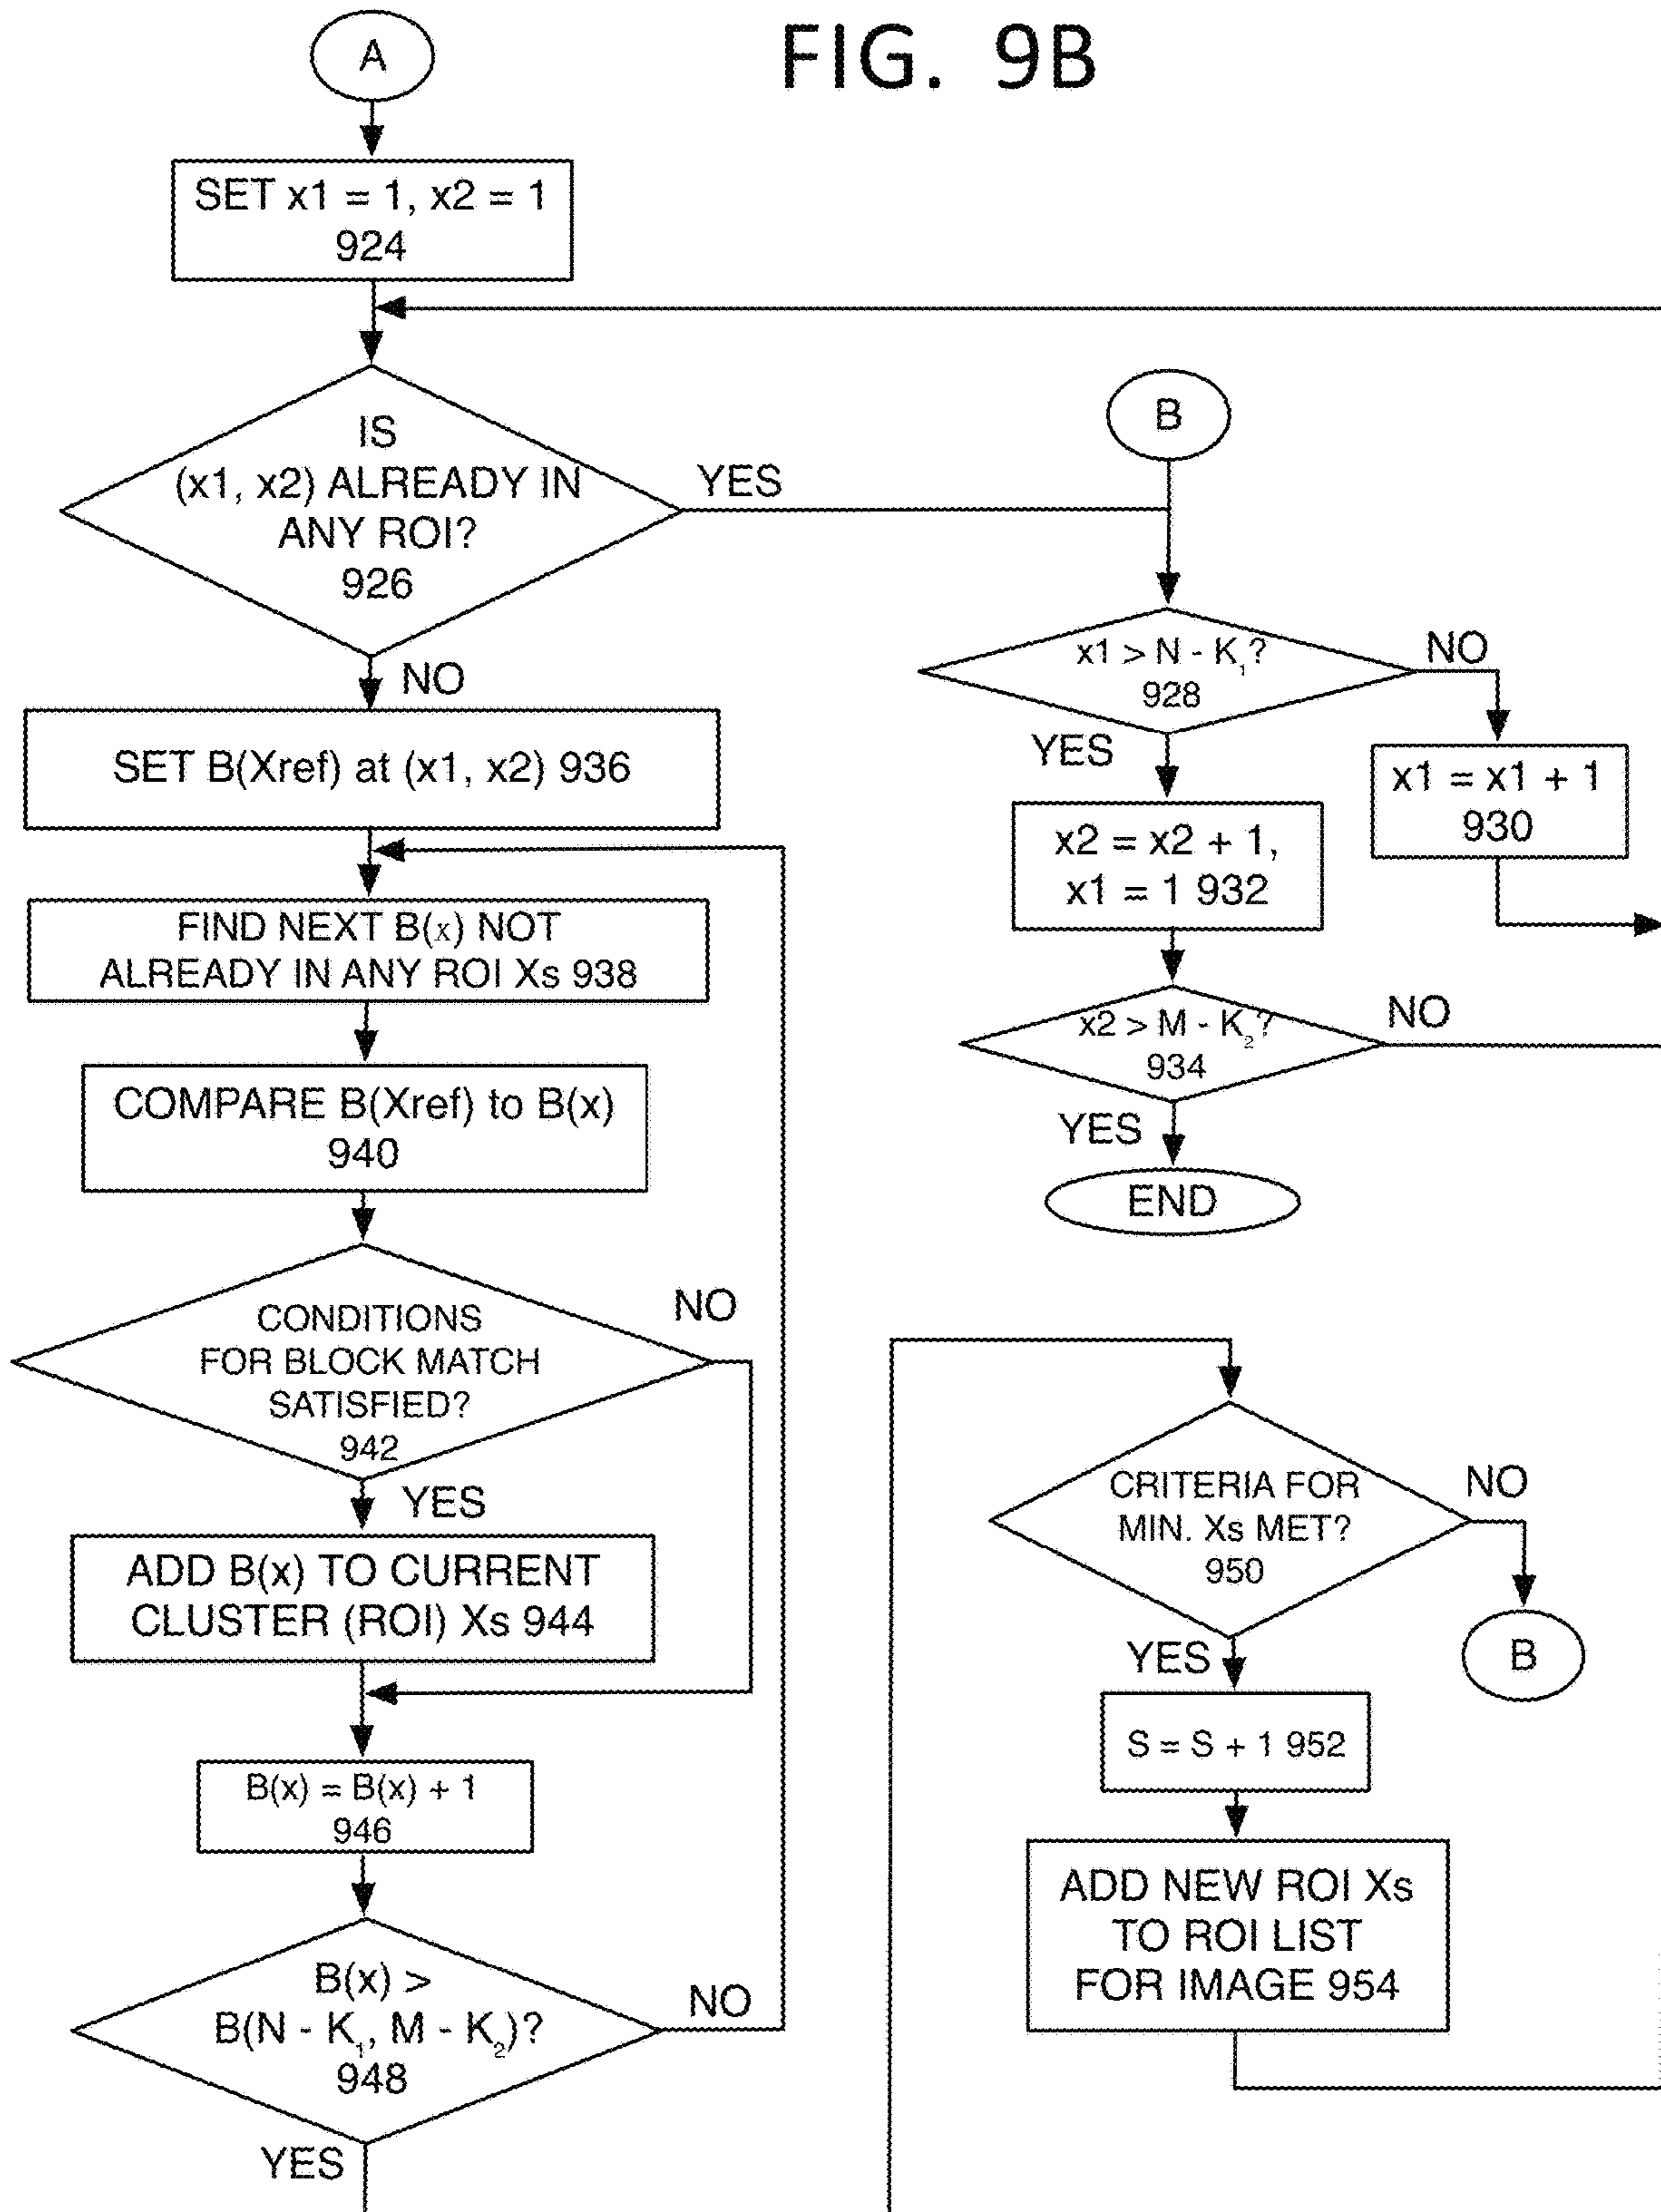 FIG. 9B
A
SET x1 = 1, x2 = 1
924
IS
(x1, x2) ALREADY IN
ANY ROI?
926
YES
NO
B
x1 > N - K₁?
928
NO
YES
x1 = x1 + 1
930
x2 = x2 + 1,
x1 = 1 932
x2 > M - K₂?
934
NO
YES
END
SET B(Xref) at (x1, x2) 936
FIND NEXT B(x) NOT
ALREADY IN ANY ROI Xs 938
COMPARE B(Xref) to B(x)
940
CONDITIONS
FOR BLOCK MATCH
SATISFIED?
942
NO
YES
ADD B(x) TO CURRENT
CLUSTER (ROI) Xs 944
B(x) = B(x) + 1
946
B(x) >
B(N - K₁, M - K₂)?
948
NO
YES
CRITERIA FOR
MIN. Xs MET?
950
NO
B
YES
S = S + 1 952
ADD NEW ROI Xs
TO ROI LIST
FOR IMAGE 954